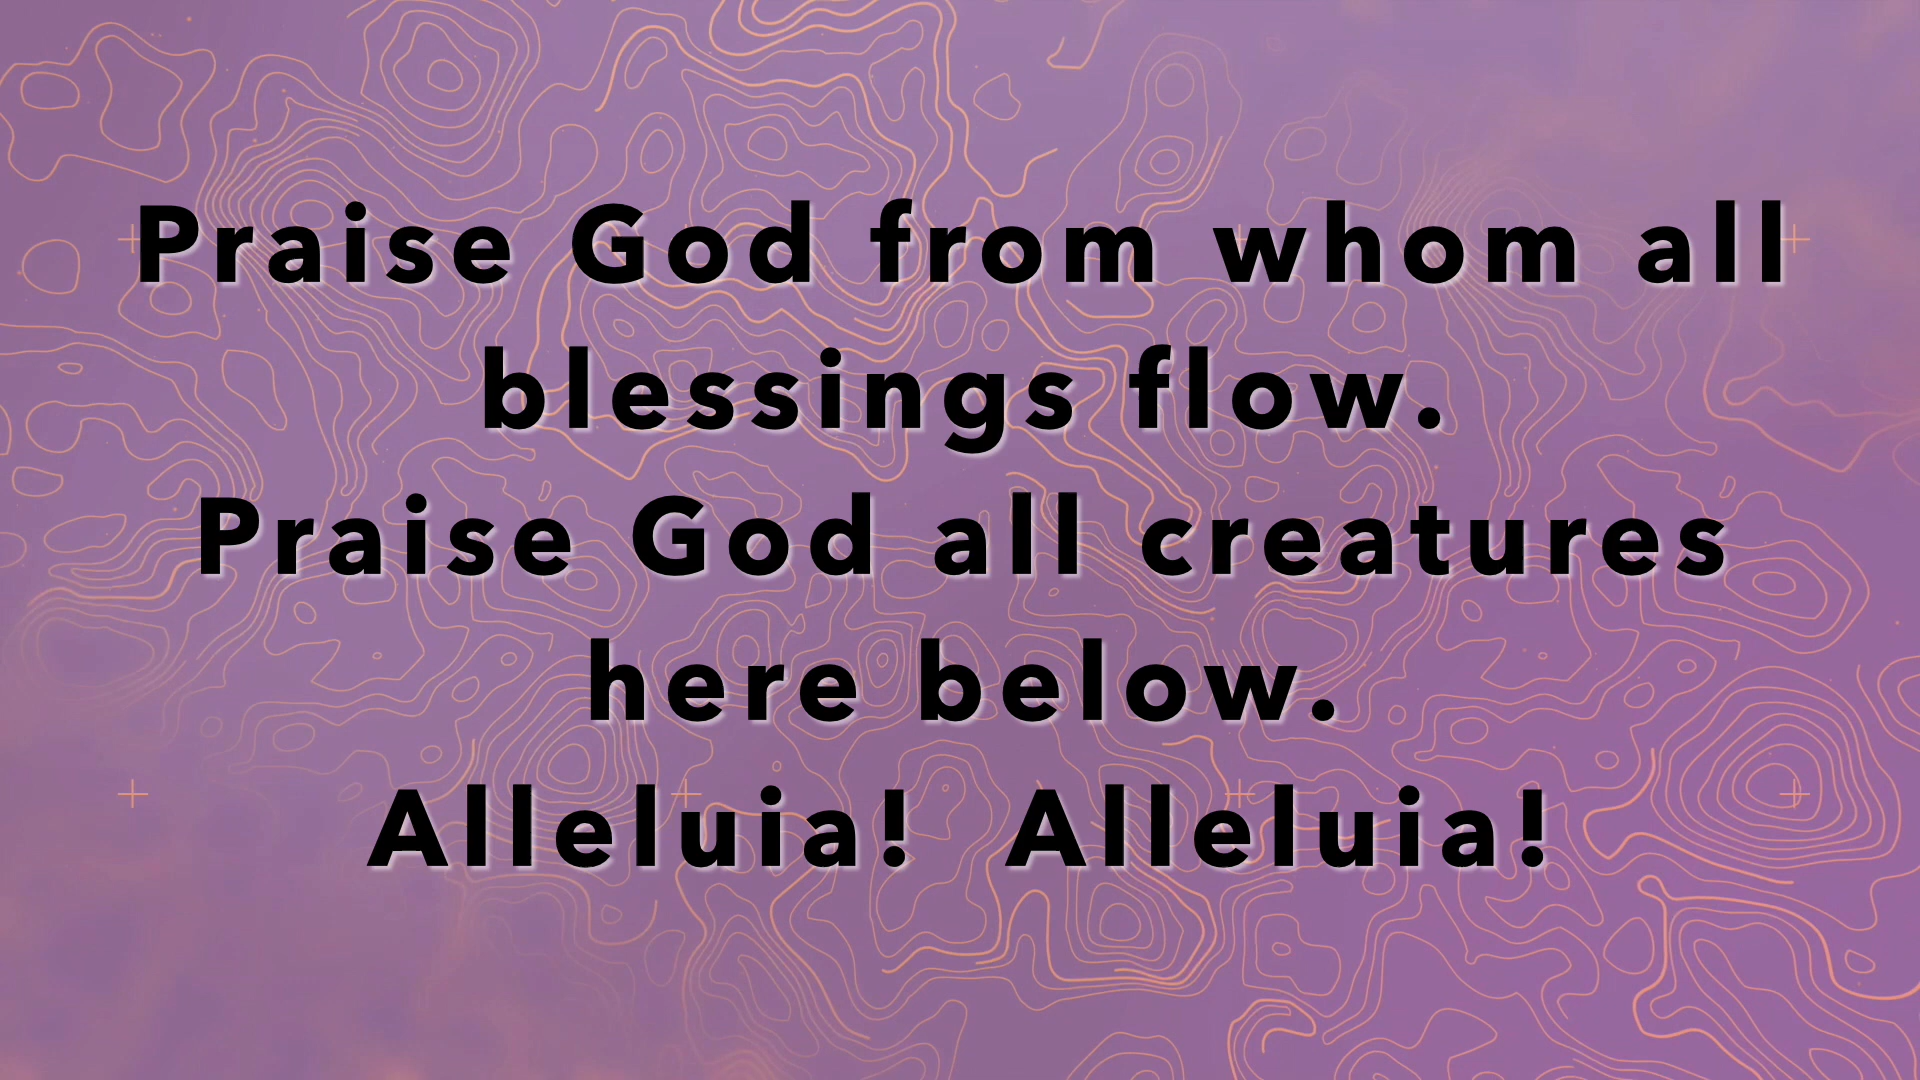 Praise God from whom all
blessings flow.
Praise God all creatures
here below.
Alleluia!  Alleluia!